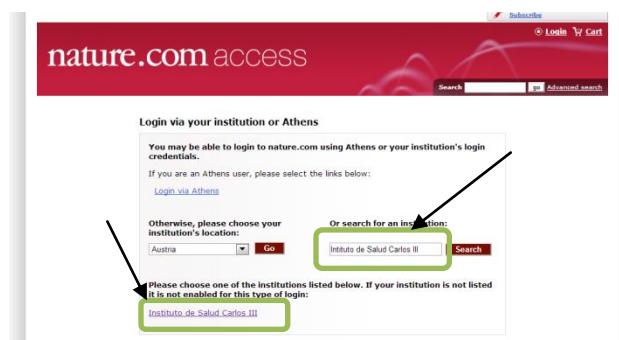 Subscribe
Login Cart
nature.com access
Search go Advanced search
Login via your institution or Athens
You may be able to login to nature.com using Athens or your institution's login
credentials.
If you are an Athens user, please select the links below:
Login via Athens
Otherwise, please choose your
institution's location:
Austria Go
Or search for an institution:
Intituto de Salud Carlos III Search
Please choose one of the institutions listed below. If your institution is not listed
it is not enabled for this type of login:
Instituto de Salud Carlos III